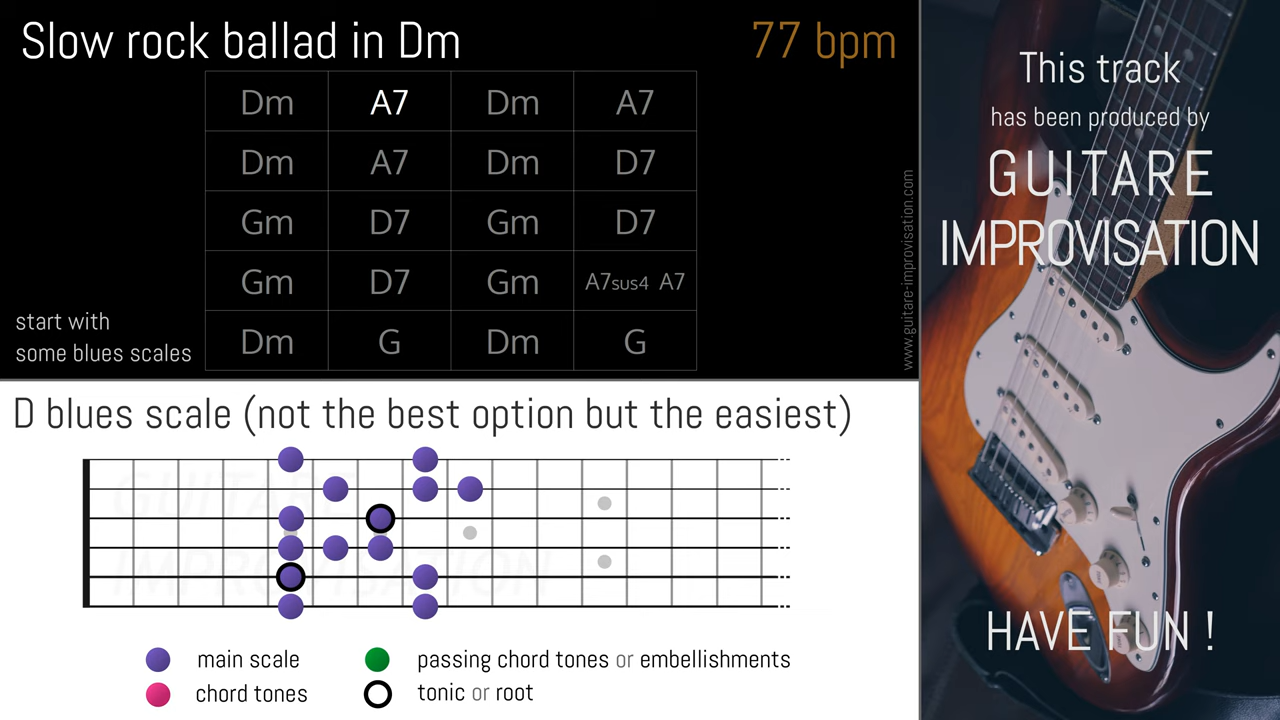 Slow rock ballad in Dm
77 bpm
Dm A7 Dm A7
Dm A7 Dm D7
Gm D7 Gm D7
Gm D7 Gm A7sus4 A7
Dm G Dm G
start with
some blues scales
www.guitare-improvisation.com
This track
has been produced by
GUITARE
IMPROVISATION
HAVE FUN !
D blues scale (not the best option but the easiest)
GUITARE
IMPROVISATION
main scale
passing chord tones or embellishments
chord tones
tonic or root